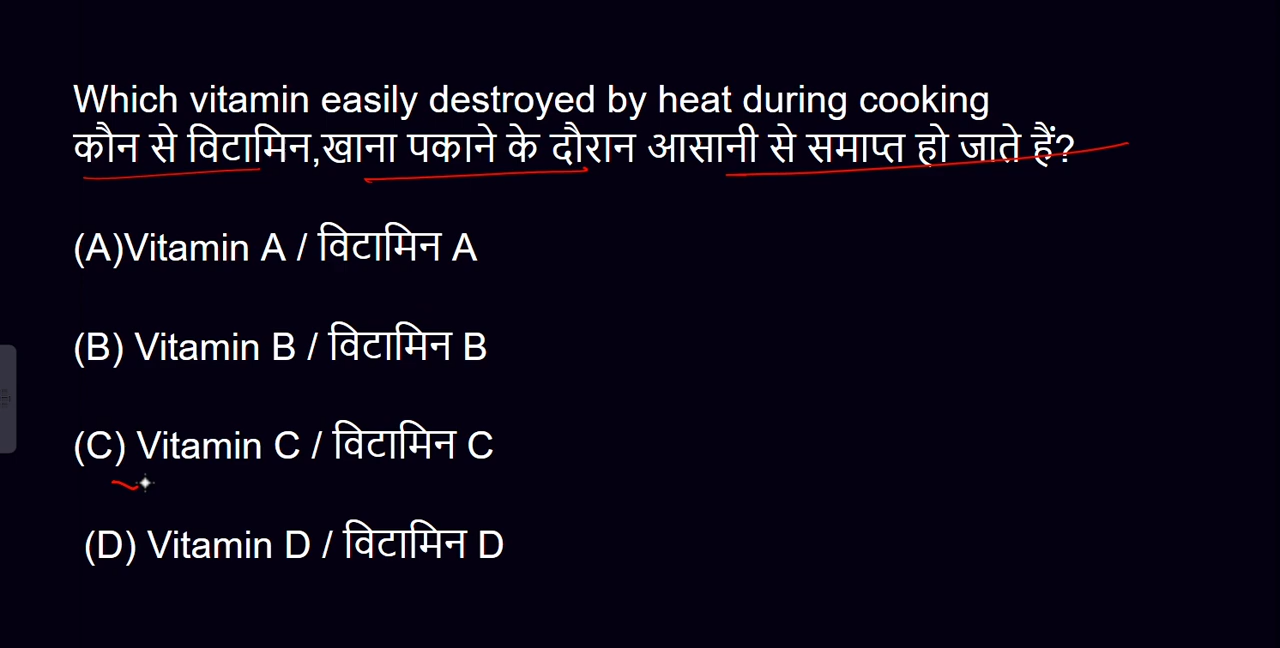 Which vitamin easily destroyed by heat during cooking
कौन से विटामिन,खाना पकाने के दौरान आसानी से समाप्त हो जाते हैं?
(A)Vitamin A / विटामिन A
(B) Vitamin B / विटामिन B
(C) Vitamin C / विटामिन C
(D) Vitamin D / विटामिन D